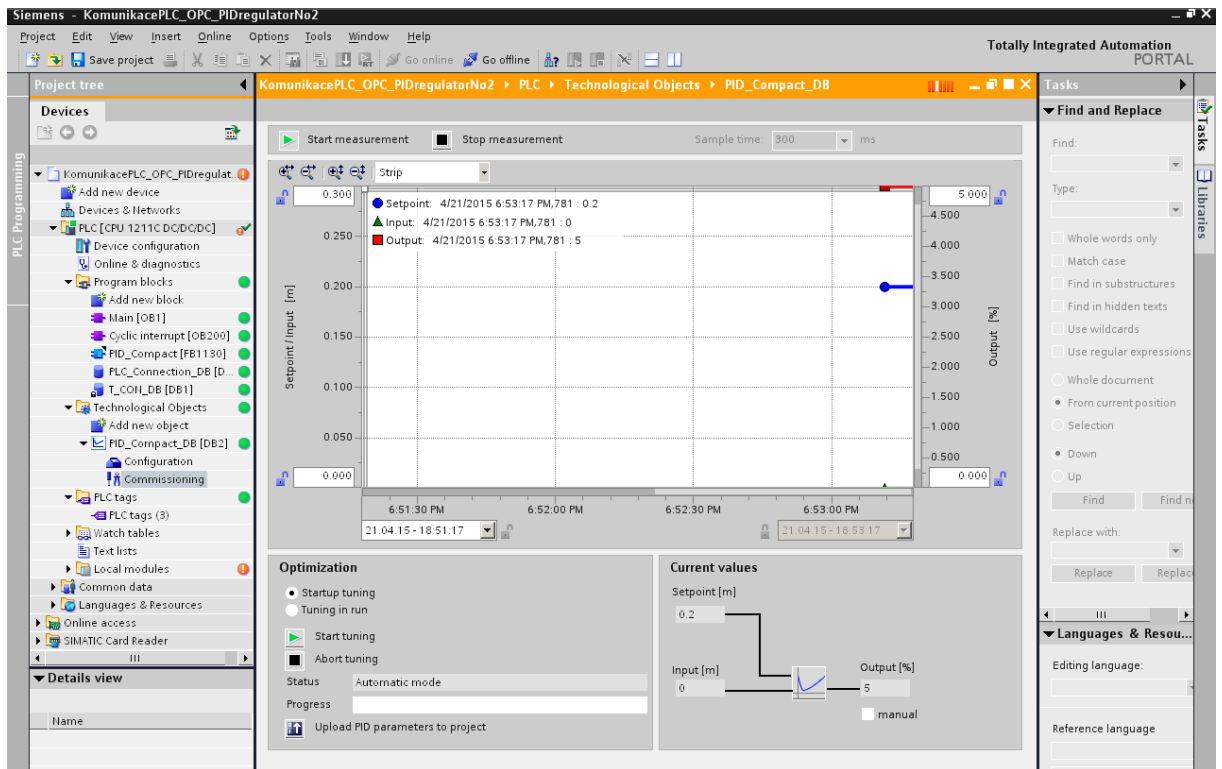 Siemens - KomunikacePLC_OPC_PIDregulatorNo2
Project Edit View Insert Online Options Tools Window Help
Totally Integrated Automation
PORTAL
Save project Go online Go offline
Project tree
KomunikacePLC_OPC_PIDregulatorNo2 PLC Technological Objects PID_Compact_DB
Tasks
PLC Programming
Devices
KomunikacePLC_OPC_PIDregulat..
Add new device
Devices & Networks
PLC [CPU 1211C DC/DC/DC]
Device configuration
Online & diagnostics
Program blocks
Add new block
Main [OB1]
Cyclic interrupt [OB200]
PID_Compact [FB1130]
PLC_Connection_DB [D...
T_CON_DB [DB1]
Technological Objects
Add new object
PID_Compact_DB [DB2]
Configuration
Commissioning
PLC tags
PLC tags (3)
Watch tables
Text lists
Local modules
Common data
Languages & Resources
Online access
SIMATIC Card Reader
Details view
Name
Start measurement Stop measurement Sample time: 300 ms
Strip
Setpoint: 4/21/2015 6:53:17 PM,781 : 0.2
Input: 4/21/2015 6:53:17 PM,781 : 0
Output: 4/21/2015 6:53:17 PM,781 : 5
Setpoint / Input [m]
0.300
0.250
0.200
0.150
0.100
0.050
0.000
Output [%]
5.000
4.500
4.000
3.500
3.000
2.500
2.000
1.500
1.000
0.500
0.000
6:51:30 PM 6:52:00 PM 6:52:30 PM 6:53:00 PM
21.04.15 - 18:51:17 21.04.15 - 18:53:17
Optimization
Startup tuning
Tuning in run
Start tuning
Abort tuning
Status Automatic mode
Progress
Upload PID parameters to project
Current values
Setpoint [m]
0.2
Input [m]
0
Output [%]
5
manual
Find and Replace
Find:
Type:
Whole words only
Match case
Find in substructures
Find in hidden texts
Use wildcards
Use regular expressions
Whole document
From current position
Selection
Down
Up
Find Find n
Replace with:
Replace Replac
Languages & Resou...
Editing language:
Reference language
Tasks
Libraries